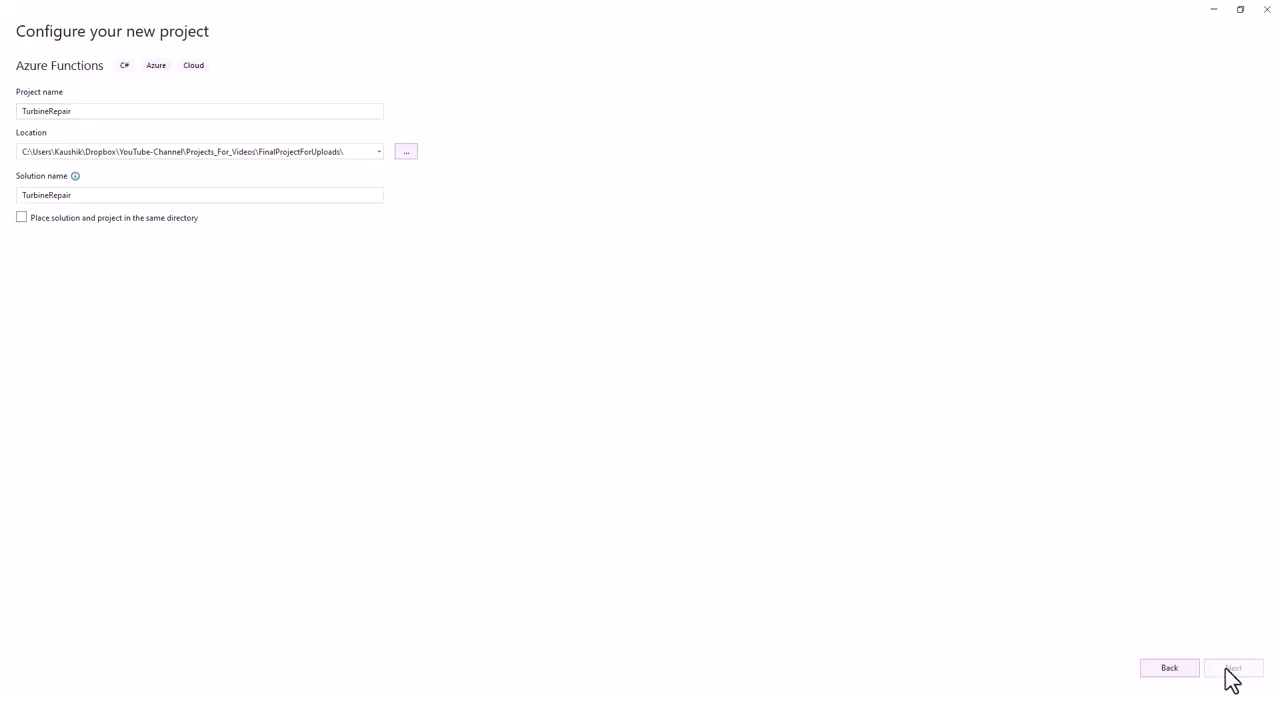 Configure your new project
Azure Functions C# Azure Cloud
Project name
TurbineRepair
Location
C:\Users\Kaushik\Dropbox\YouTube-Channel\Projects_For_Videos\FinalProjectForUploads\
...
Solution name
TurbineRepair
Place solution and project in the same directory
Back Next